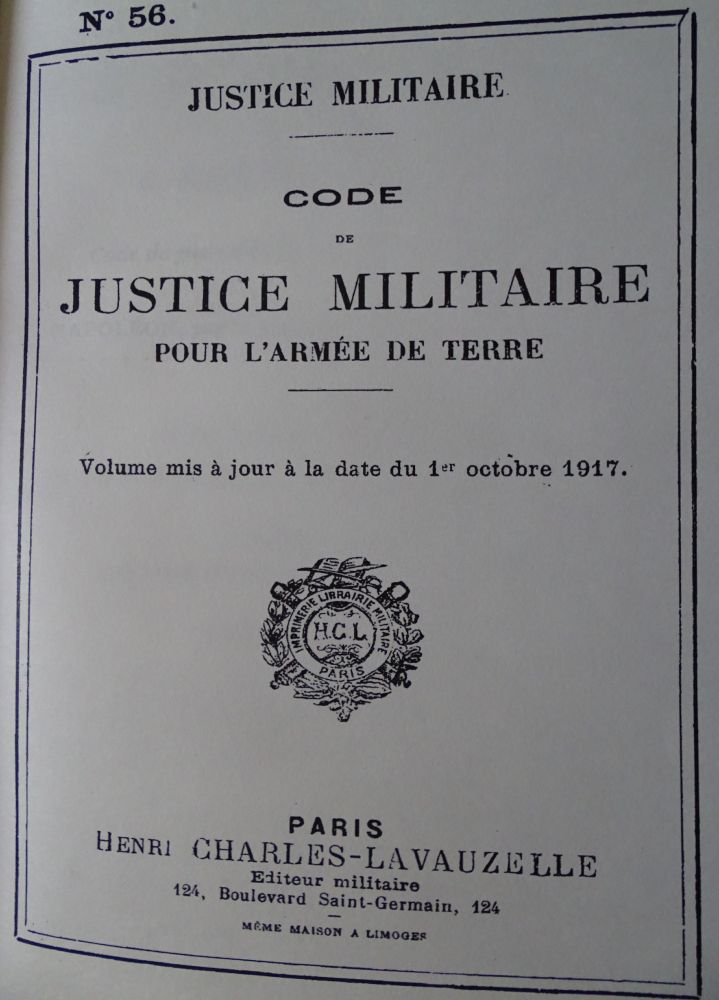 N° 56.
JUSTICE MILITAIRE
CODE
DE
JUSTICE MILITAIRE
POUR L'ARMÉE DE TERRE
Volume mis à jour à la date du 1er octobre 1917.
IMPRIMERIE LIBRAIRIE MILITAIRE
H.C.L.
PARIS
PARIS
HENRI CHARLES-LAVAUZELLE
Editeur militaire
124, Boulevard Saint-Germain, 124
MÊME MAISON A LIMOGES